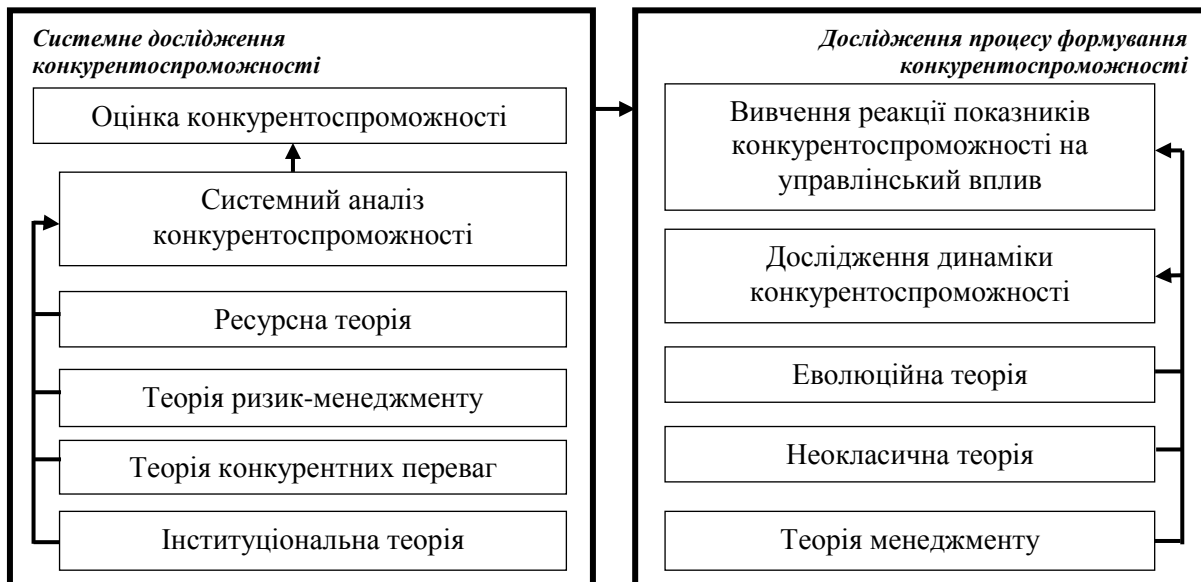 Системне дослідження
конкурентоспроможності
Оцінка конкурентоспроможності
Системний аналіз
конкурентоспроможності
Ресурсна теорія
Теорія ризик-менеджменту
Теорія конкурентних переваг
Інституціональна теорія
Дослідження процесу формування
конкурентоспроможності
Вивчення реакції показників
конкурентоспроможності на
управлінський вплив
Дослідження динаміки
конкурентоспроможності
Еволюційна теорія
Неокласична теорія
Теорія менеджменту